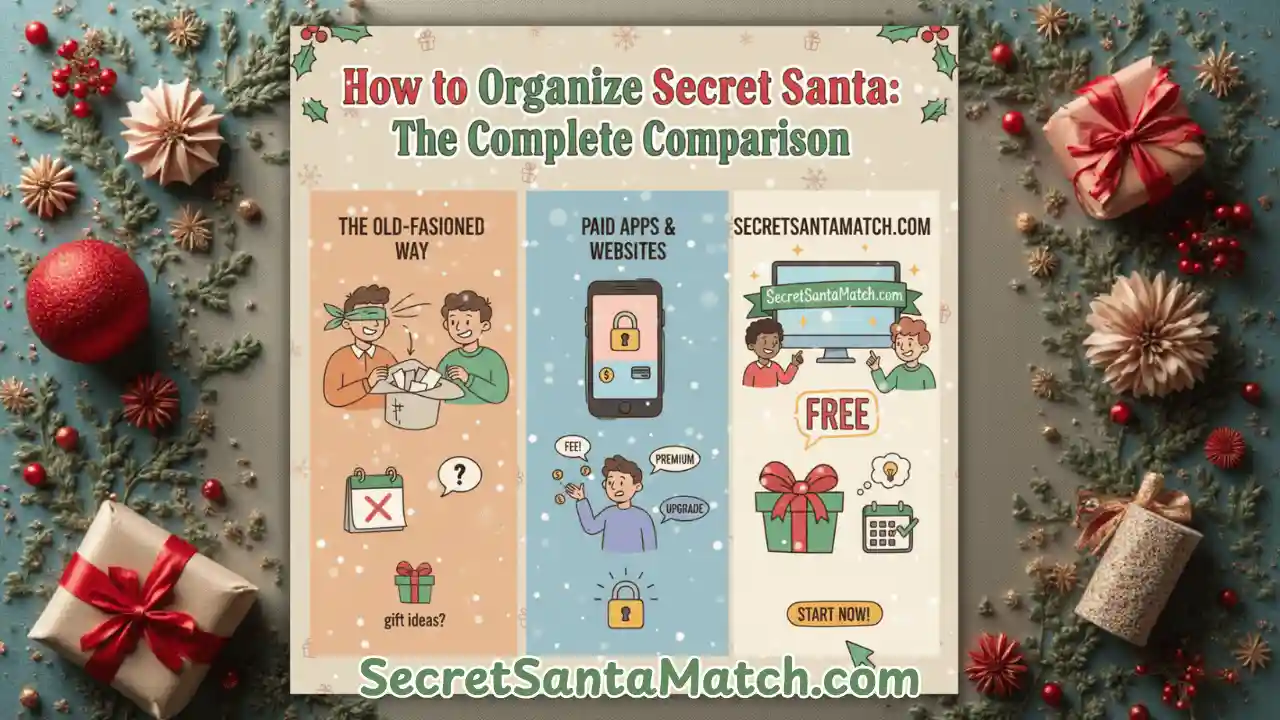 How to Organize Secret Santa:
The Complete Comparison
THE OLD-FASIONED
WAY
?
gift ideas?
PAID APPS &
WEBSITES
$
FEE!
PREMIUM
UPGRADE
SECRETSANTAMATCH.COM
SecretSantaMatch.com
FREE
START NOW!
SecretSantaMatch.com